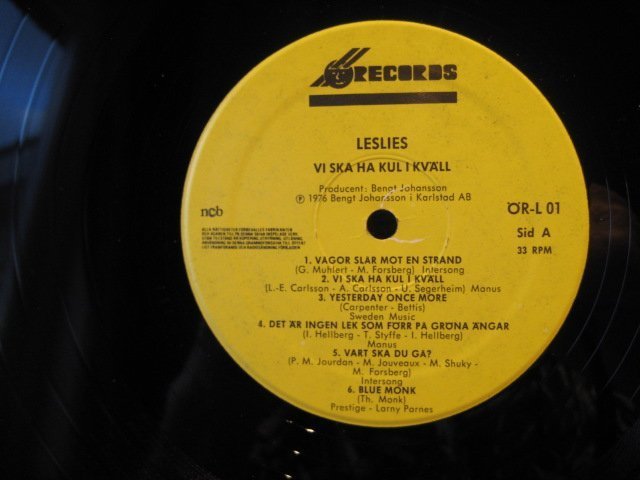 RECORDS
LESLIES
VI SKA HA KUL I KVÄLL
Producent: Bengt Johansson
℗ 1976 Bengt Johansson i Karlstad AB
ncb
ÖR-L 01
Sid A
33 RPM
1. VAGOR SLAR MOT EN STRAND
(G. Muhlert - M. Forsberg) Intersong
2. VI SKA HA KUL I KVÄLL
(L.-E. Carlsson - A. Carlsson - U. Segerheim) Manus
3. YESTERDAY ONCE MORE
(Carpenter - Bettis)
Sweden Music
4. DET ÄR INGEN LEK SOM FÖRR PA GRÖNA ÄNGAR
(I. Hellberg - T. Styffe - I. Hellberg)
Manus
5. VART SKA DU GA?
(P. M. Jourdan - M. Jouveaux - M. Shuky -
M. Forsberg)
Intersong
6. BLUE MONK
(Th. Monk)
Prestige - Larny Parnes